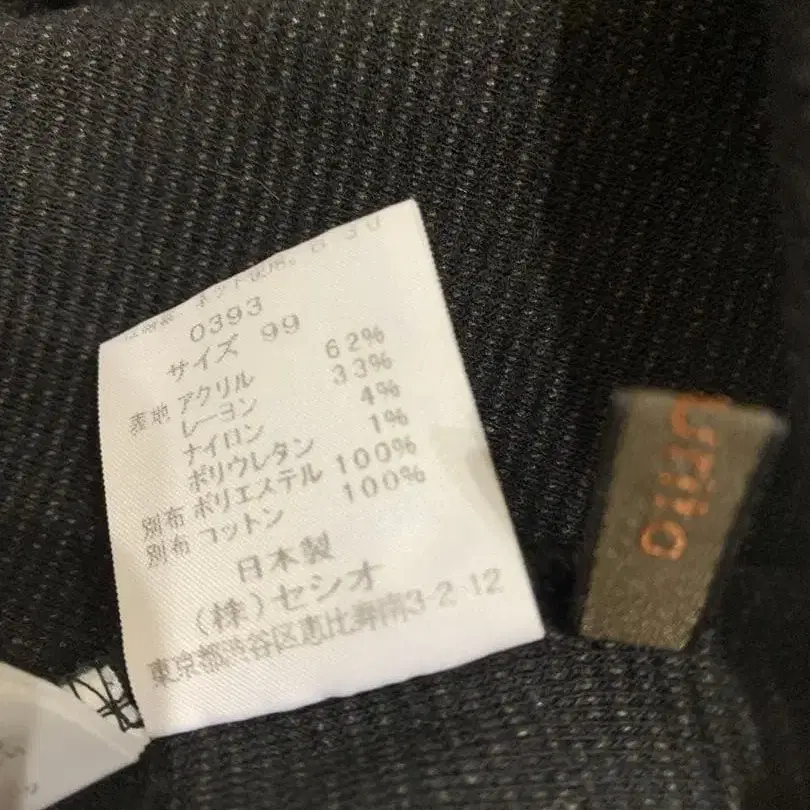 0393
サイズ 99
表地 アクリル 62%
レーヨン 33%
ナイロン 4%
ポリウレタン 1%
別布 ポリエステル 100%
別布 コットン 100%
日本製
(株)セシオ
東京都渋谷区恵比寿南3-2-12